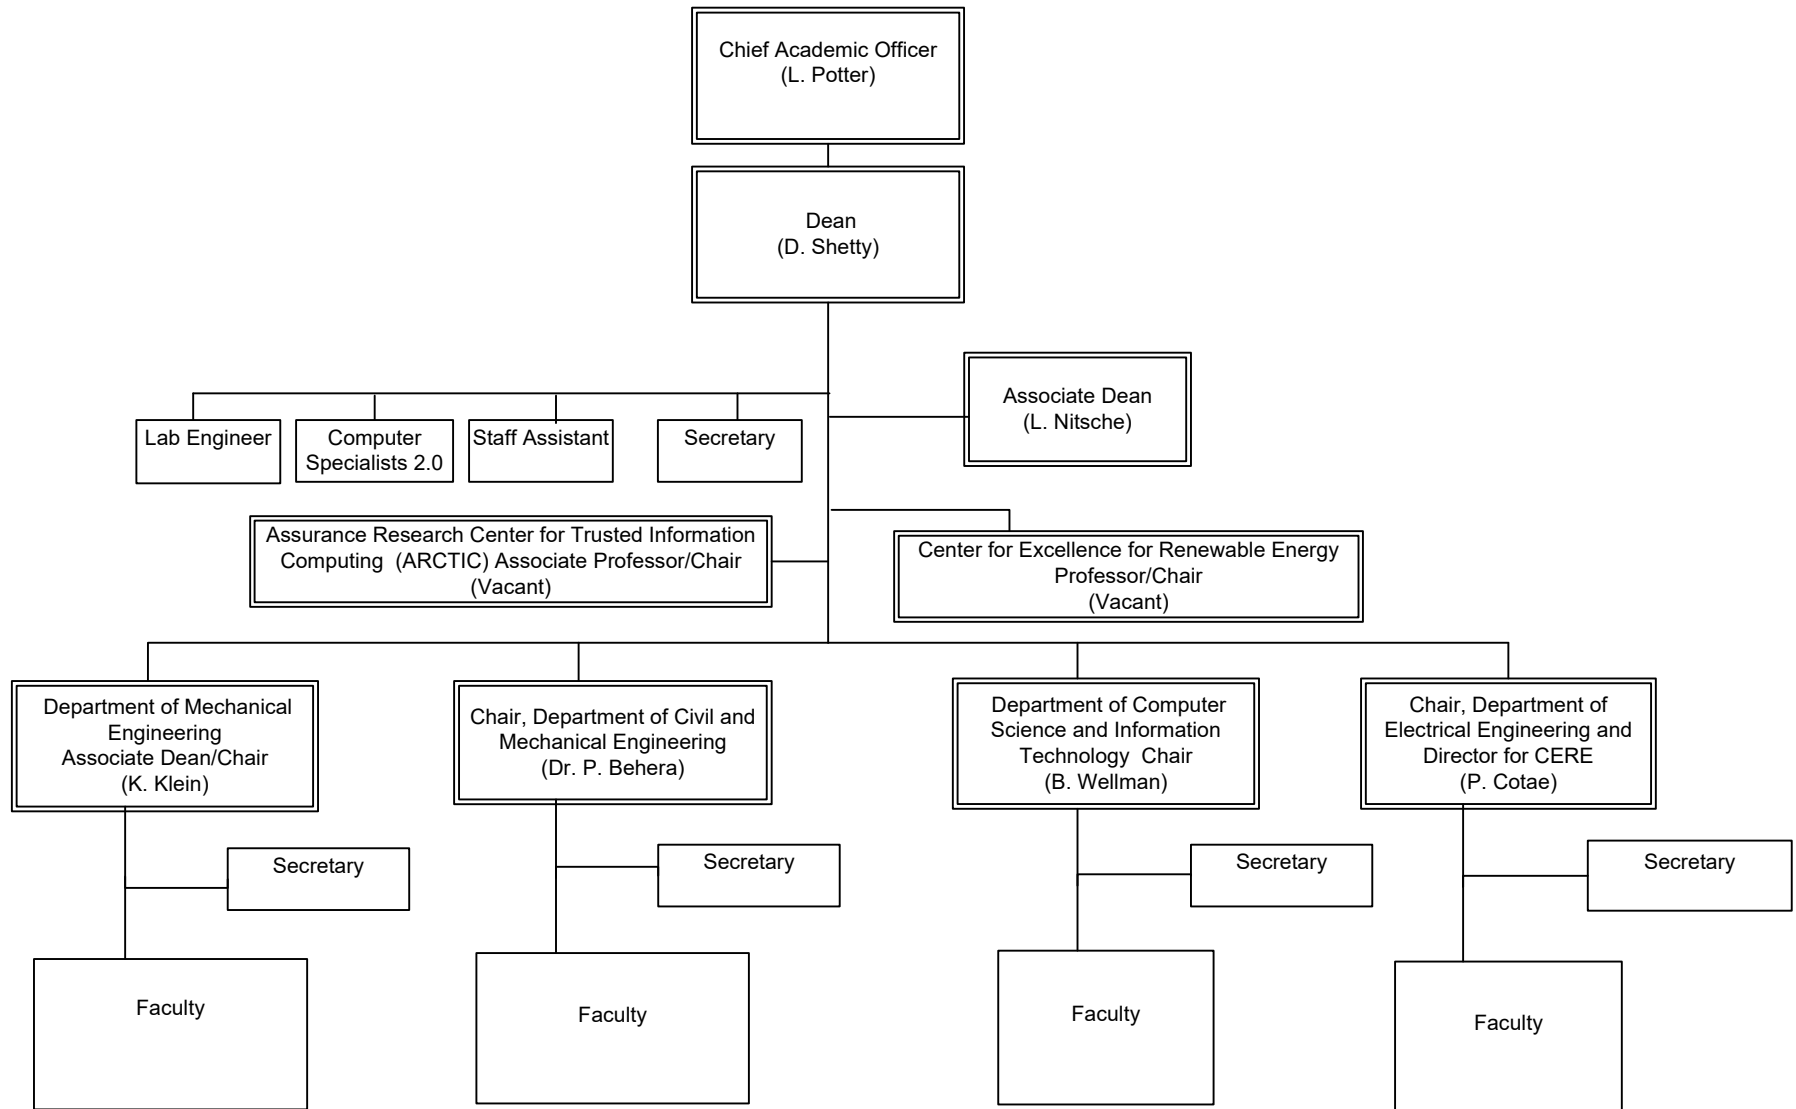 Chief Academic Officer
(L. Potter)
Dean
(D. Shetty)
Associate Dean
(L. Nitsche)
Lab Engineer
Computer
Specialists 2.0
Staff Assistant
Secretary
Assurance Research Center for Trusted Information
Computing (ARCTIC) Associate Professor/Chair
(Vacant)
Center for Excellence for Renewable Energy
Professor/Chair
(Vacant)
Department of Mechanical
Engineering
Associate Dean/Chair
(K. Klein)
Chair, Department of Civil and
Mechanical Engineering
(Dr. P. Behera)
Department of Computer
Science and Information
Technology Chair
(B. Wellman)
Chair, Department of
Electrical Engineering and
Director for CERE
(P. Cotae)
Secretary
Secretary
Secretary
Secretary
Faculty
Faculty
Faculty
Faculty